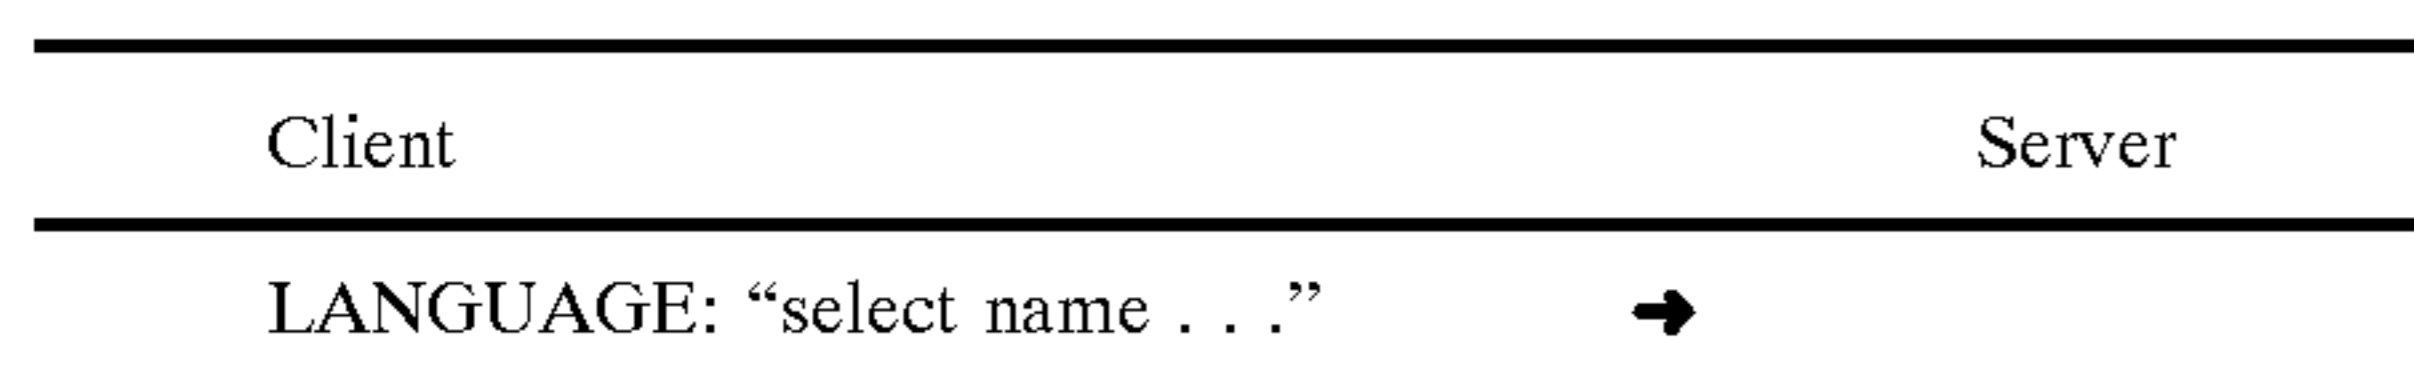 Client Server
LANGUAGE: “select name . . .” ➔